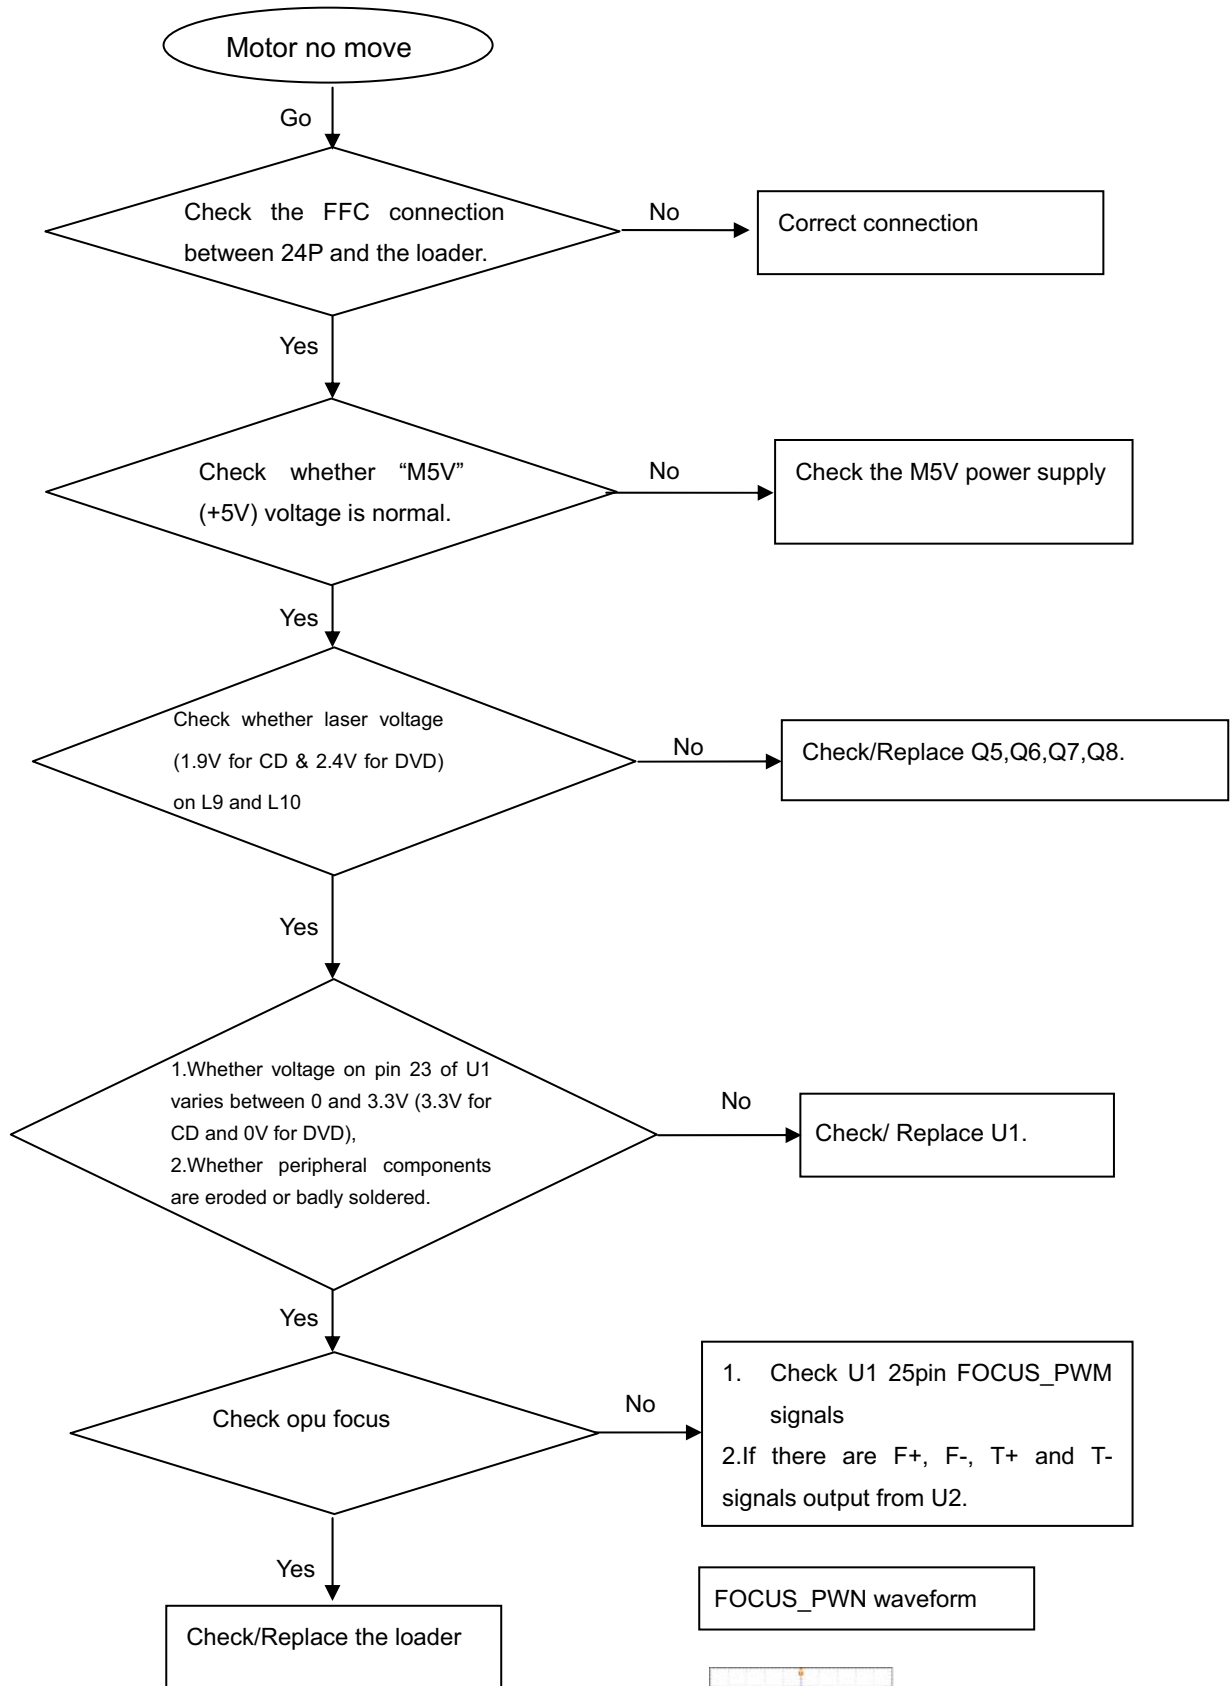 Motor no move
Go
Check the FFC connection
between 24P and the loader.
No
Correct connection
Yes
Check whether “M5V”
(+5V) voltage is normal.
No
Check the M5V power supply
Yes
Check whether laser voltage
(1.9V for CD & 2.4V for DVD)
on L9 and L10
No
Check/Replace Q5,Q6,Q7,Q8.
Yes
1.Whether voltage on pin 23 of U1
varies between 0 and 3.3V (3.3V for
CD and 0V for DVD),
2.Whether peripheral components
are eroded or badly soldered.
No
Check/ Replace U1.
Yes
Check opu focus
No
1. Check U1 25pin FOCUS_PWM
signals
2.If there are F+, F-, T+ and T-
signals output from U2.
Yes
Check/Replace the loader
FOCUS_PWN waveform